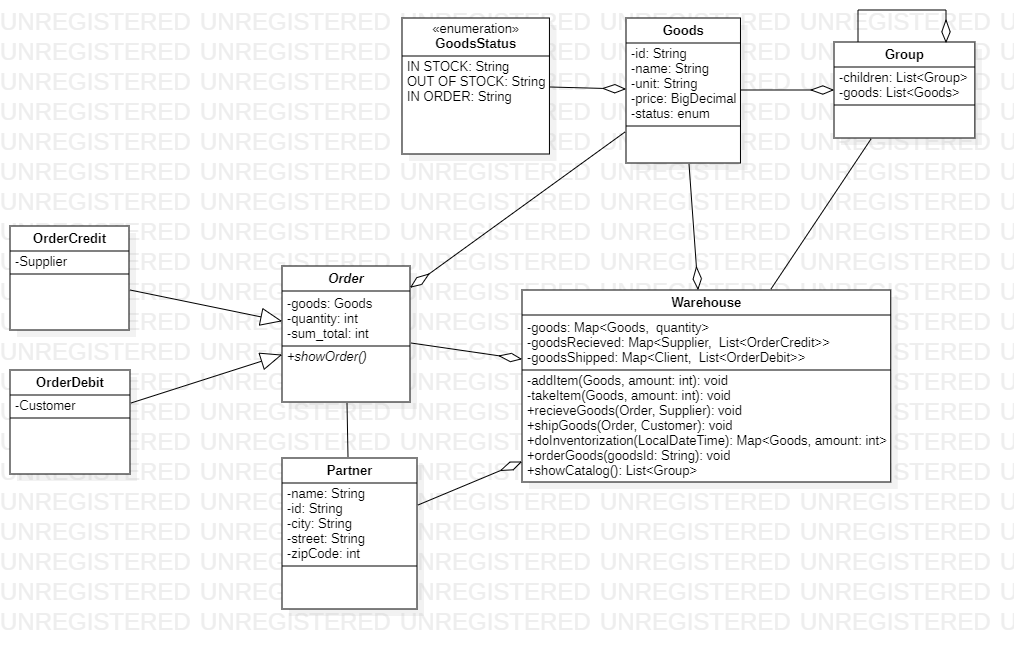 «enumeration»
GoodsStatus
IN STOCK: String
OUT OF STOCK: String
IN ORDER: String
Goods
-id: String
-name: String
-unit: String
-price: BigDecimal
-status: enum
Group
-children: List<Group>
-goods: List<Goods>
OrderCredit
-Supplier
Order
-goods: Goods
-quantity: int
-sum_total: int
+showOrder()
Warehouse
-goods: Map<Goods, quantity>
-goodsRecieved: Map<Supplier, List<OrderCredit>>
-goodsShipped: Map<Client, List<OrderDebit>>
-addItem(Goods, amount: int): void
-takeItem(Goods, amount: int): void
+recieveGoods(Order, Supplier): void
+shipGoods(Order, Customer): void
+doInventorization(LocalDateTime): Map<Goods, amount: int>
+orderGoods(goodsId: String): void
+showCatalog(): List<Group>
OrderDebit
-Customer
Partner
-name: String
-id: String
-city: String
-street: String
-zipCode: int
UNREGISTERED UNREGISTERED UNREGISTERED UNREGISTERED UNREGISTERED